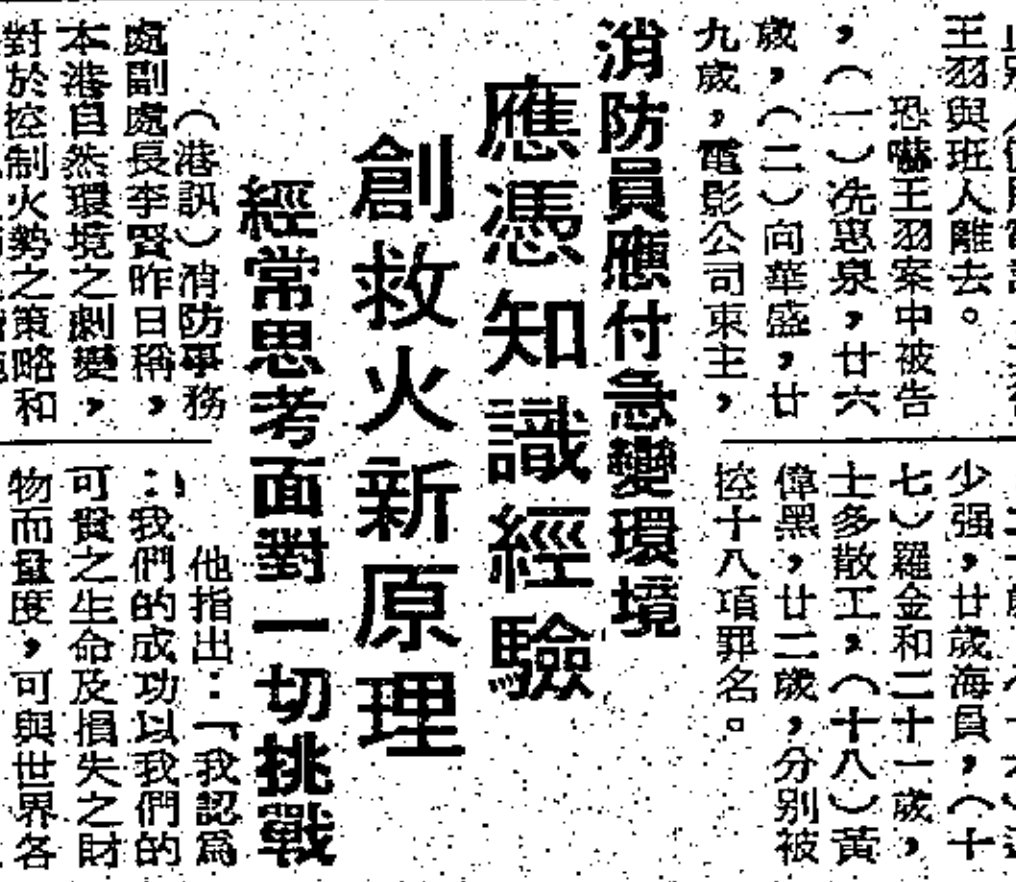 王羽與班人離去。
恐嚇王羽案中被告
，（一）冼惠泉，廿六
歲，（二）向華盛，廿
九歲，電影公司東主，
少强，廿歲海員，（十
七）羅金和二十一歲，
士多散工，（十八）黃
偉黑，廿二歲，分别被
控十八項罪名。
消防員應付急變環境
應憑知識經驗
創救火新原理
經常思考面對一切挑戰
（港訊）消防事務
處副處長李賢昨日稱，
本港自然環境之劇變，
對於控制火勢之策略和
他指出：「我認爲
：我們的成功以我們的
可貴之生命及損失之財
物而量度，可與世界各